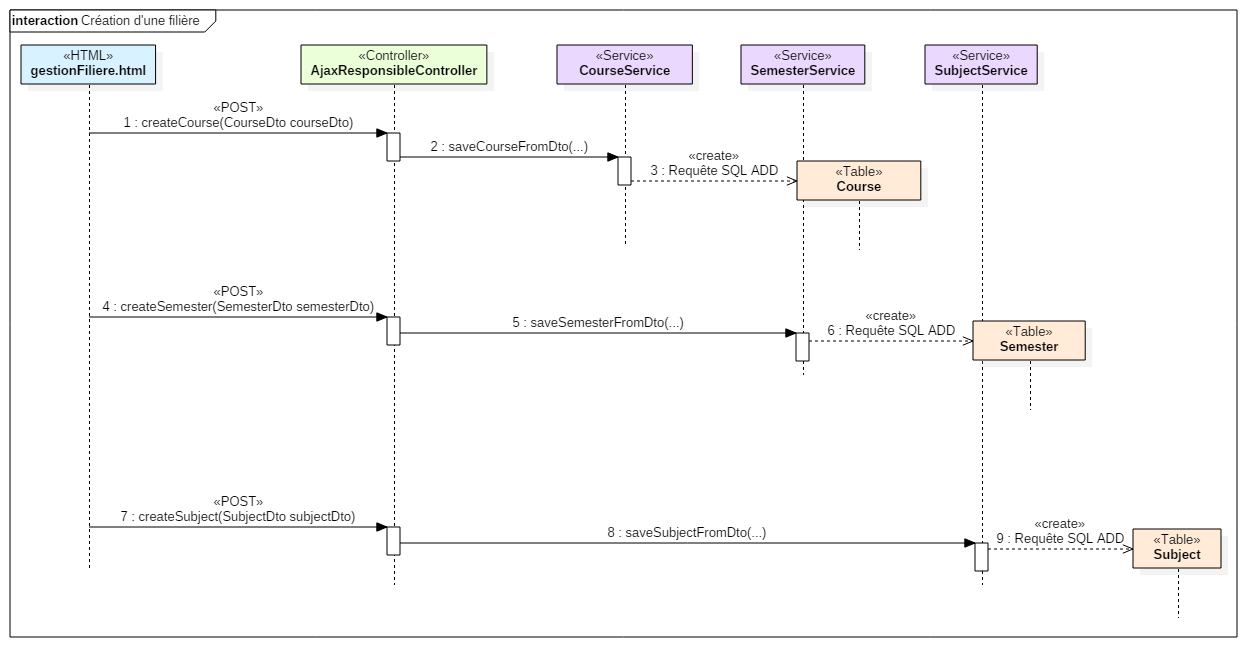 interaction Création d'une filière
«HTML»
gestionFiliere.html
«Controller»
AjaxResponsibleController
«Service»
CourseService
«Service»
SemesterService
«Service»
SubjectService
«POST»
1 : createCourse(CourseDto courseDto)
2 : saveCourseFromDto(...)
«create»
3 : Requête SQL ADD
«Table»
Course
«POST»
4 : createSemester(SemesterDto semesterDto)
5 : saveSemesterFromDto(...)
«create»
6 : Requête SQL ADD
«Table»
Semester
«POST»
7 : createSubject(SubjectDto subjectDto)
8 : saveSubjectFromDto(...)
«create»
9 : Requête SQL ADD
«Table»
Subject